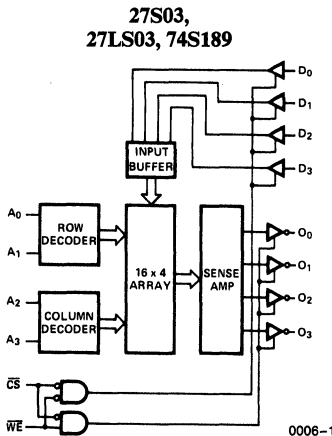 27S03,
27LS03, 74S189
D0
D1
D2
D3
INPUT
BUFFER
A0
A1
ROW
DECODER
16 x 4
ARRAY
SENSE
AMP
O0
O1
O2
O3
A2
A3
COLUMN
DECODER
CS
WE
0006-1